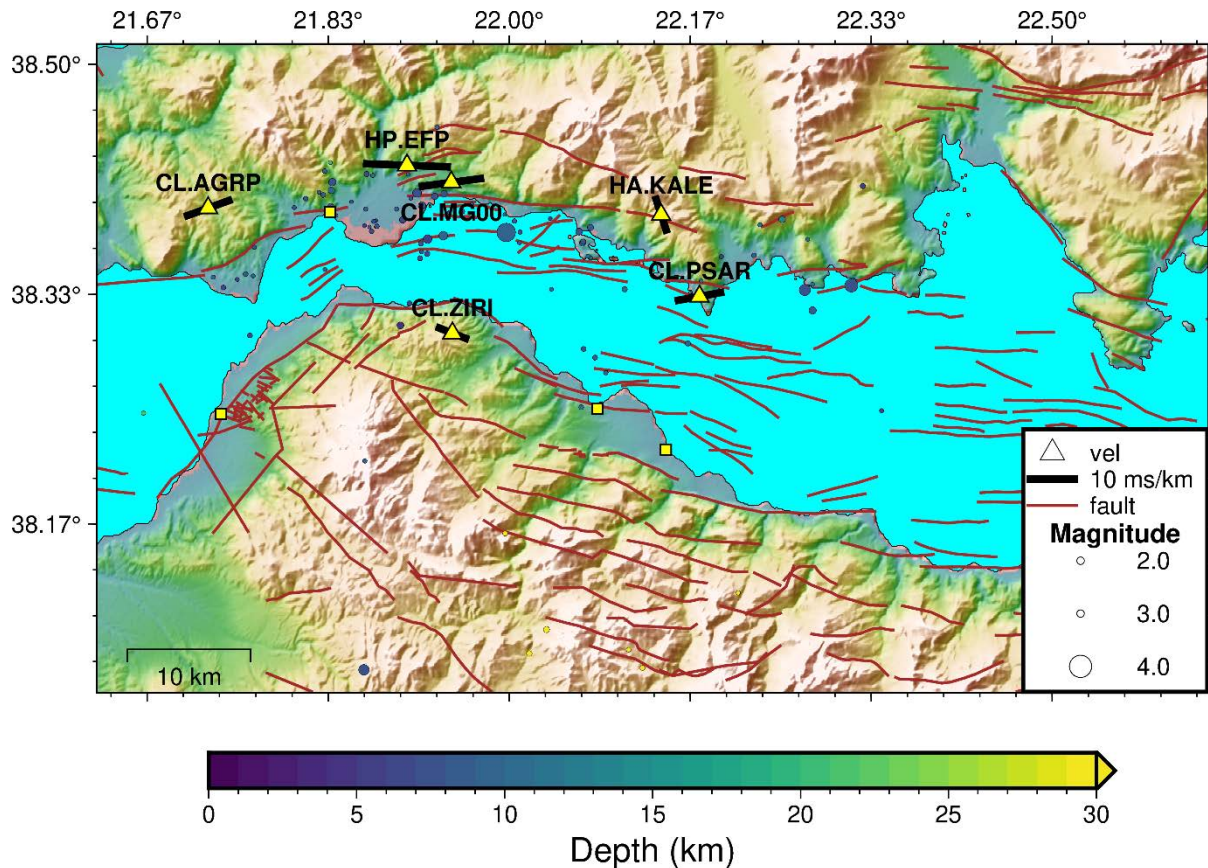 21.67° 21.83° 22.00° 22.17° 22.33° 22.50°
38.50°
HP.EFP
CL.AGRP
HA.KALE
CL.MG00
CL.PSAR
38.33°
CL.ZIRI
vel
10 ms/km
fault
38.17°
Magnitude
2.0
3.0
10 km
4.0
0 5 10 15 20 25 30
Depth (km)